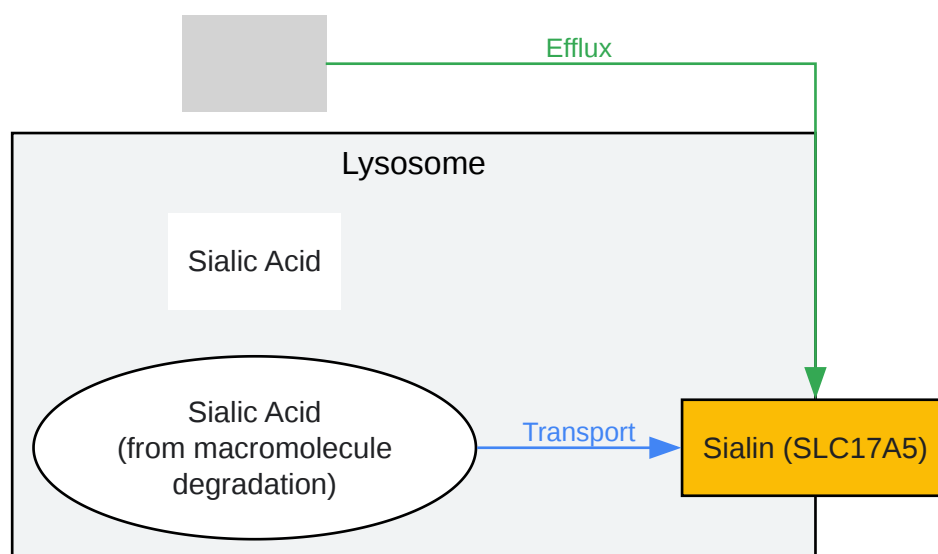 Efflux
Lysosome
Sialic Acid
Sialic Acid
(from macromolecule
degradation)
Transport
Sialin (SLC17A5)